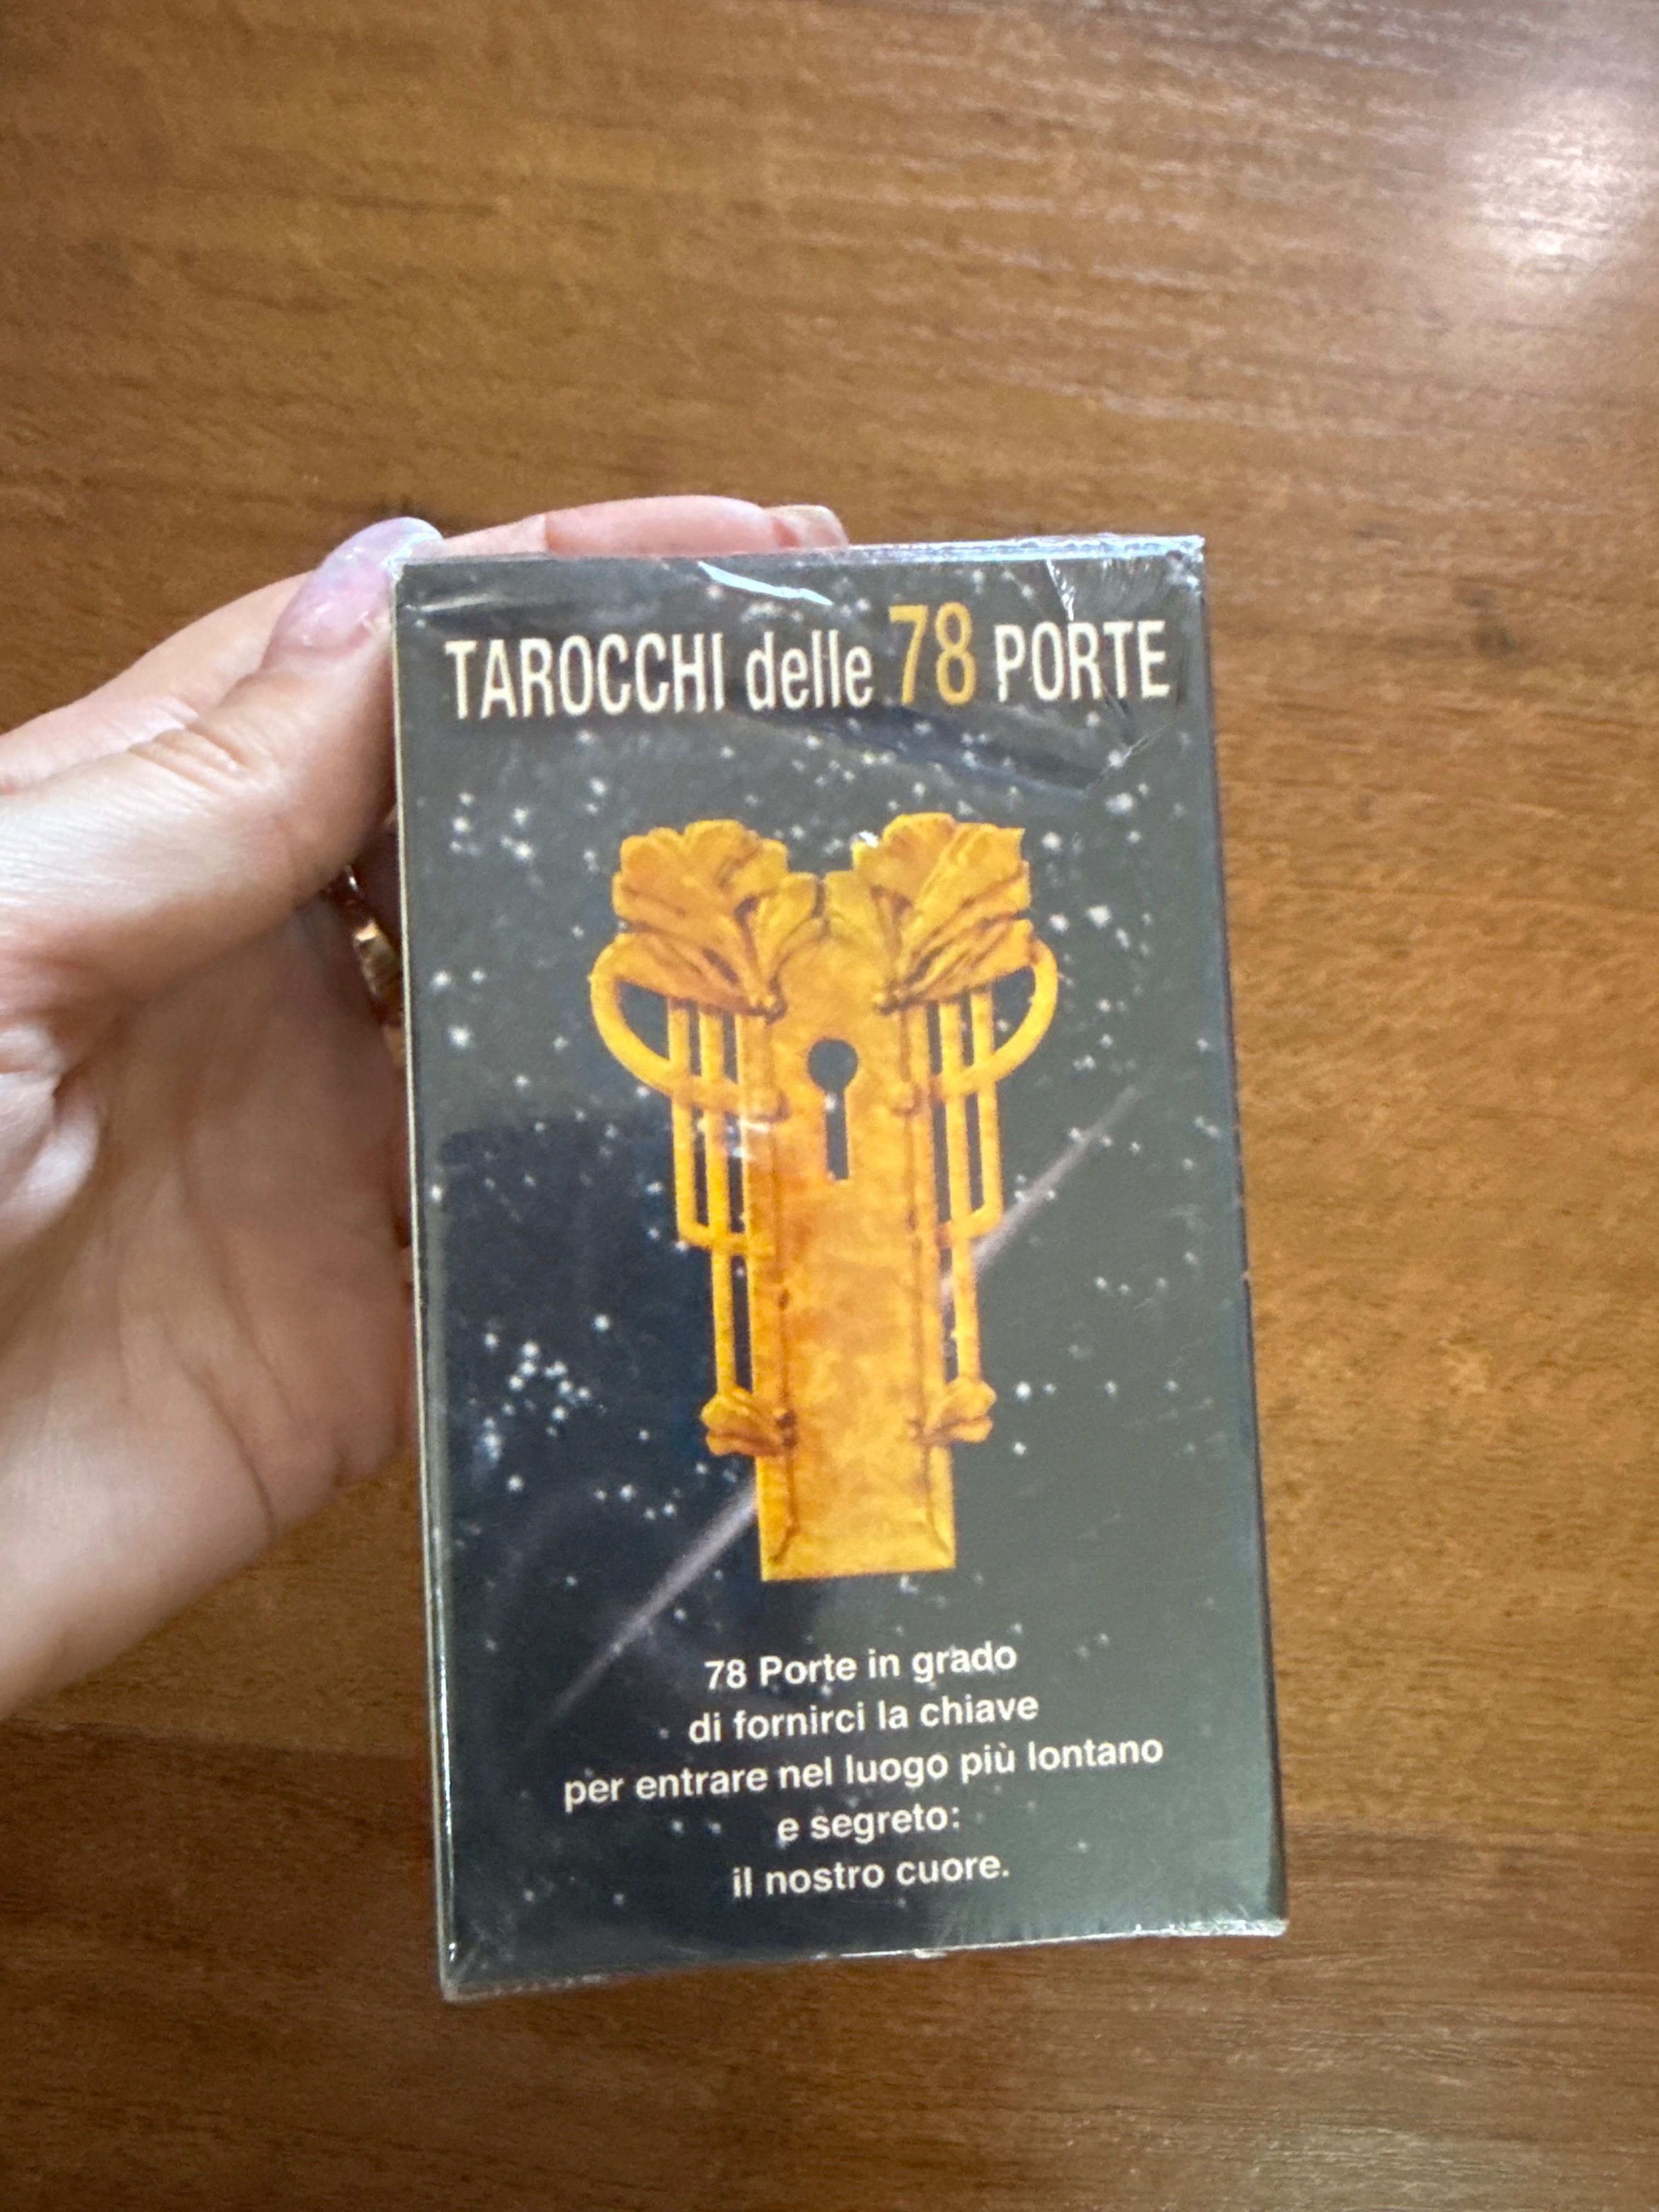 TAROCCHI delle 78 PORTE
78 Porte in grado
di fornirci la chiave
per entrare nel luogo più lontano
e segreto:
il nostro cuore.